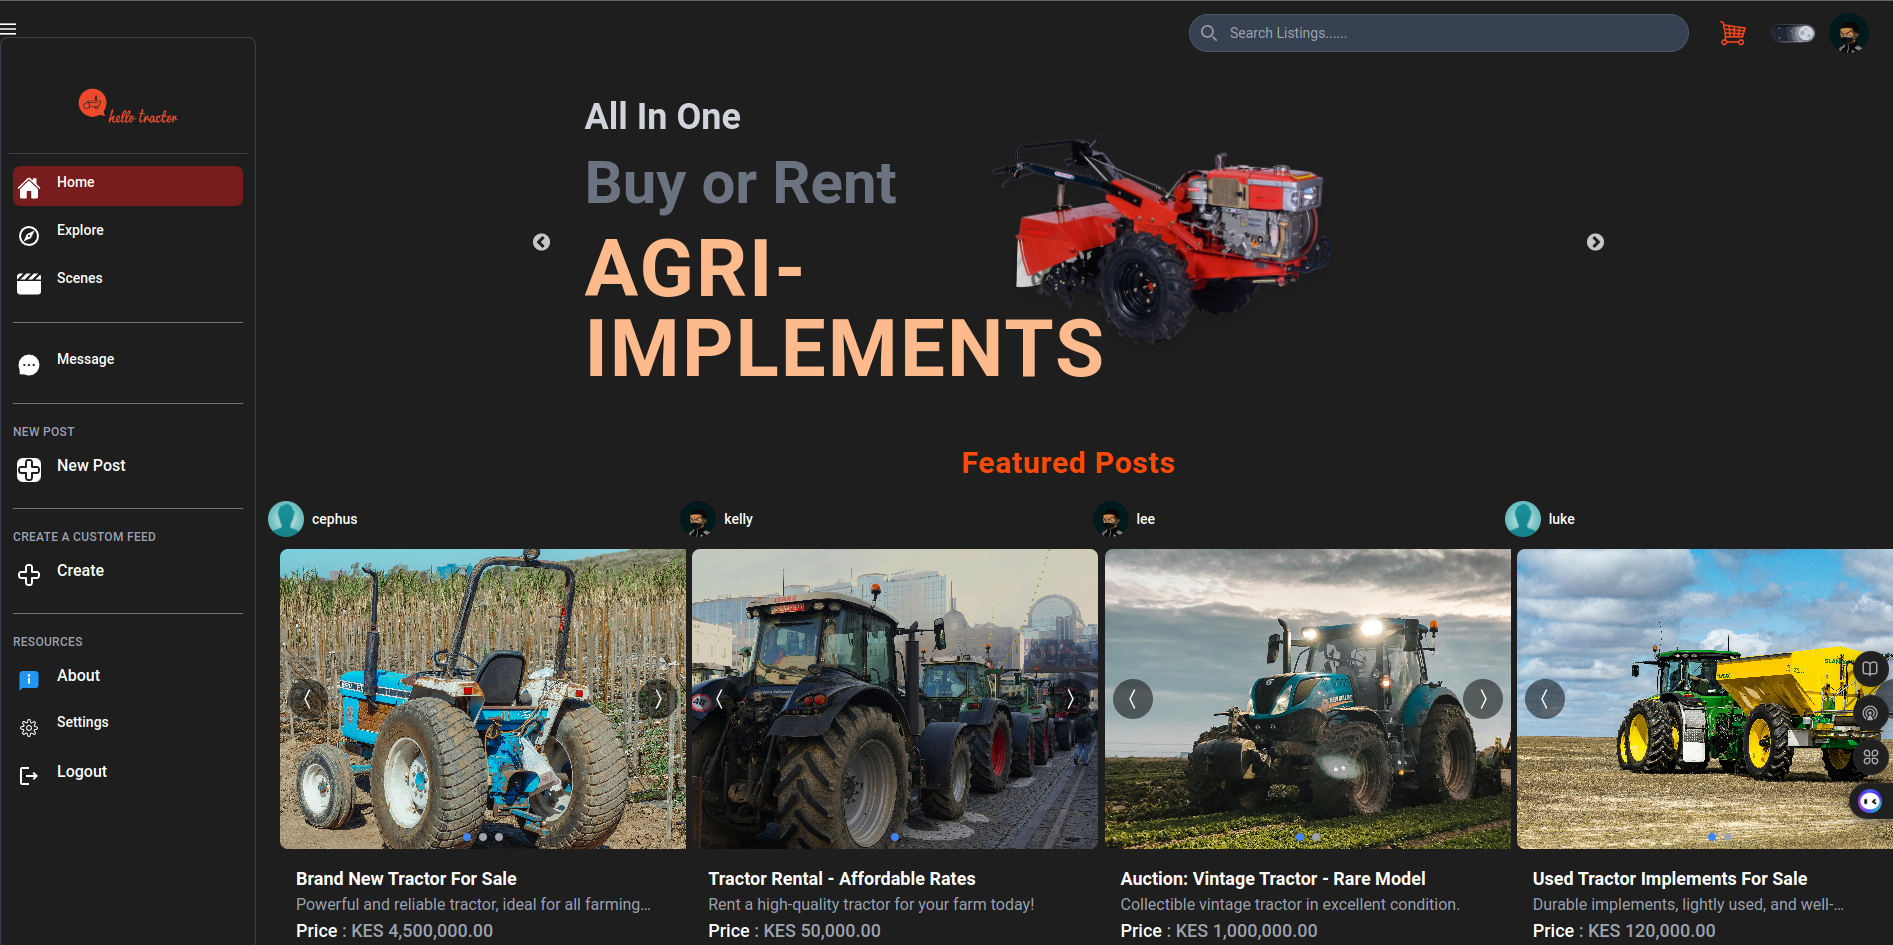 Search Listings......
hello tractor
Home
Explore
Scenes
Message
NEW POST
New Post
CREATE A CUSTOM FEED
Create
RESOURCES
About
Settings
Logout
All In One
Buy or Rent
AGRI-
IMPLEMENTS
Featured Posts
cephus
Brand New Tractor For Sale
Powerful and reliable tractor, ideal for all farming...
Price : KES 4,500,000.00
kelly
40
Tractor Rental - Affordable Rates
Rent a high-quality tractor for your farm today!
Price : KES 50,000.00
lee
NEW HOLLAND
Auction: Vintage Tractor - Rare Model
Collectible vintage tractor in excellent condition.
Price : KES 1,000,000.00
luke
Used Tractor Implements For Sale
Durable implements, lightly used, and well-...
Price : KES 120,000.00